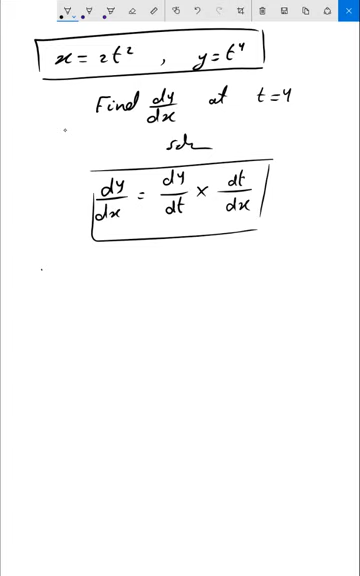 x = 2t², y = t⁴
Find dy/dx at t = 4
soln
dy/dx = dy/dt × dt/dx